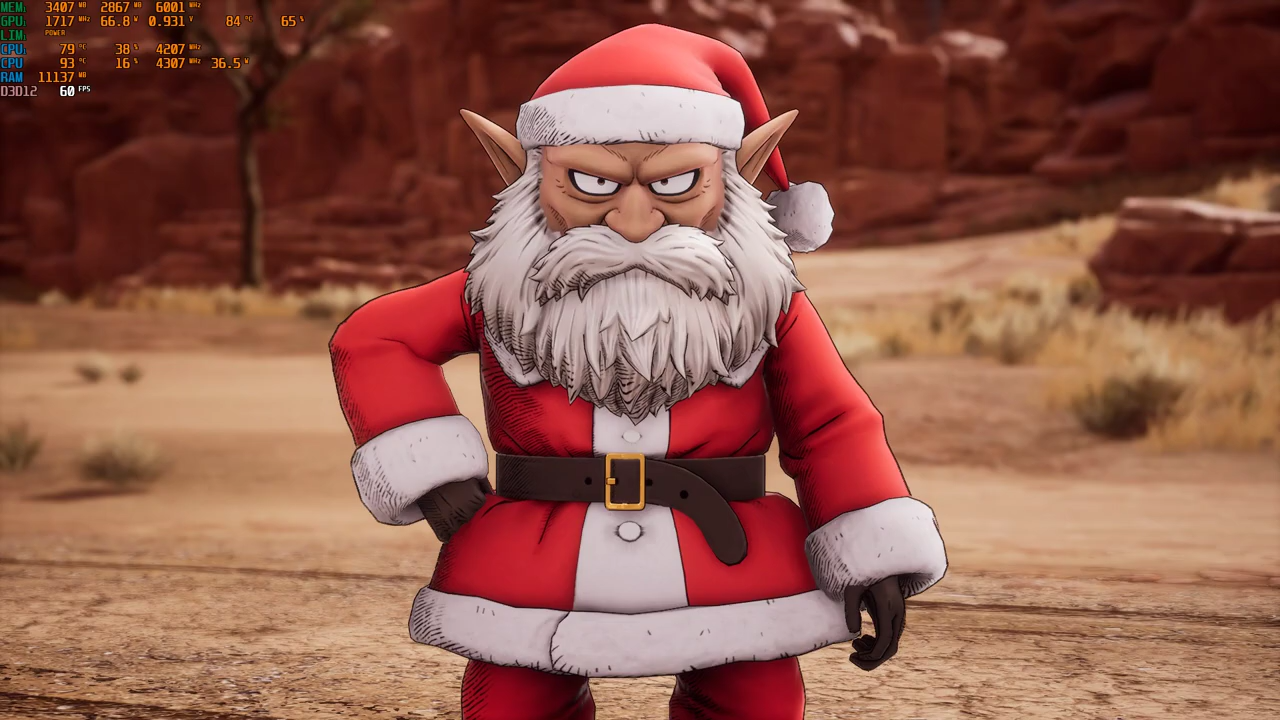 MEM: 3407 MB 2867 MB 6001 MHz
GPU: 1717 MHz 66.8 W 0.931 V 84 °C 65 %
LIM: POWER
CPU: 79 °C 38 % 4207 MHz
CPU 93 °C 16 % 4307 MHz 36.5 W
RAM 11137 MB
D3D12 60 FPS